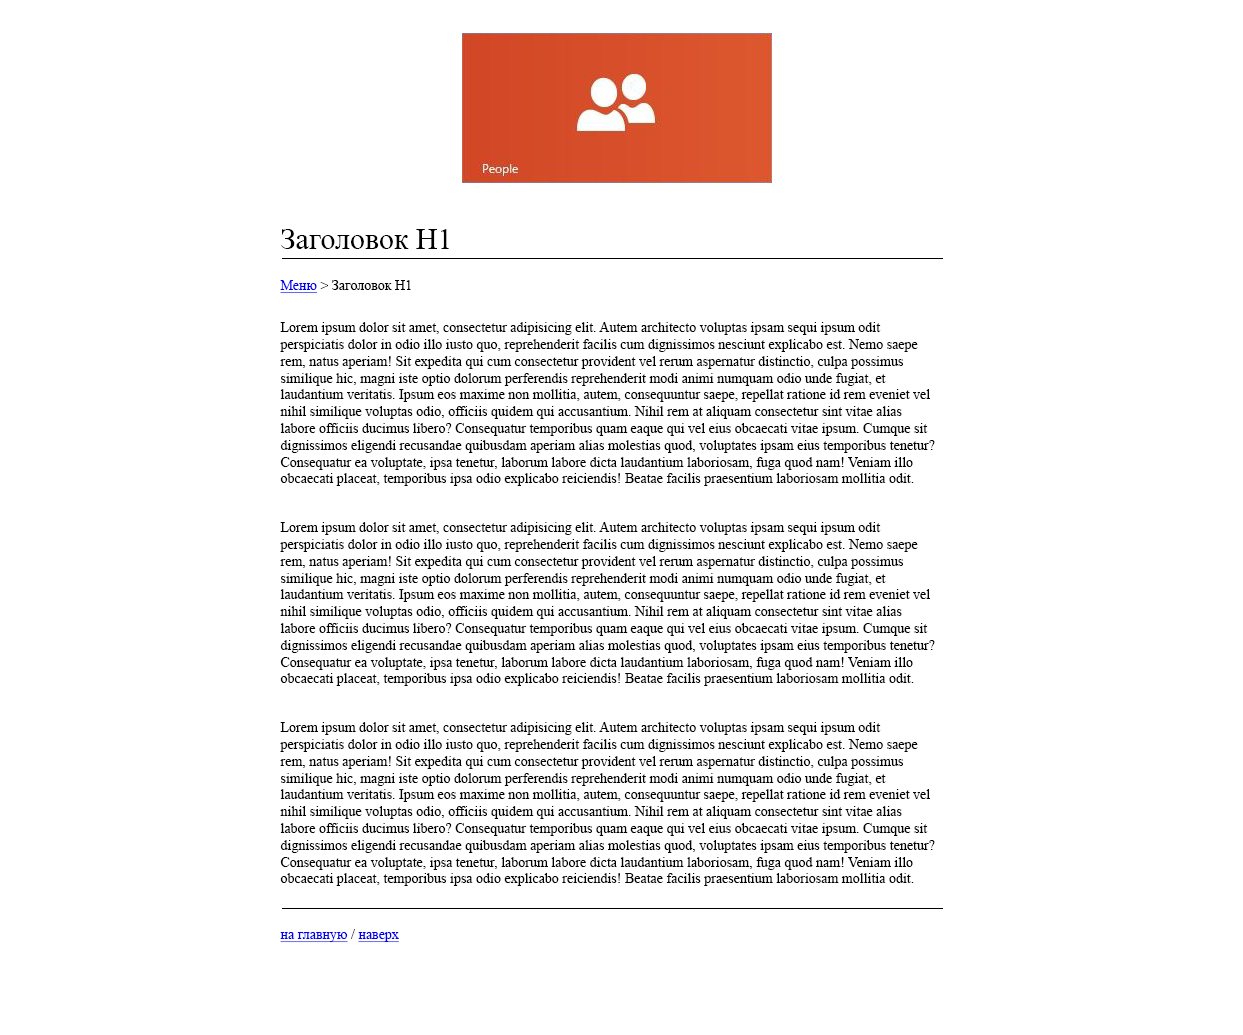 People
Заголовок H1
Меню > Заголовок H1
Lorem ipsum dolor sit amet, consectetur adipisicing elit. Autem architecto voluptas ipsam sequi ipsum odit
perspiciatis dolor in odio illo iusto quo, reprehenderit facilis cum dignissimos nesciunt explicabo est. Nemo saepe
rem, natus aperiam! Sit expedita qui cum consectetur provident vel rerum aspernatur distinctio, culpa possimus
similique hic, magni iste optio dolorum perferendis reprehenderit modi animi numquam odio unde fugiat, et
laudantium veritatis. Ipsum eos maxime non mollitia, autem, consequuntur saepe, repellat ratione id rem eveniet vel
nihil similique voluptas odio, officiis quidem qui accusantium. Nihil rem at aliquam consectetur sint vitae alias
labore officiis ducimus libero? Consequatur temporibus quam eaque qui vel eius obcaecati vitae ipsum. Cumque sit
dignissimos eligendi recusandae quibusdam aperiam alias molestias quod, voluptates ipsam eius temporibus tenetur?
Consequatur ea voluptate, ipsa tenetur, laborum labore dicta laudantium laboriosam, fuga quod nam! Veniam illo
obcaecati placeat, temporibus ipsa odio explicabo reiciendis! Beatae facilis praesentium laboriosam mollitia odit.
Lorem ipsum dolor sit amet, consectetur adipisicing elit. Autem architecto voluptas ipsam sequi ipsum odit
perspiciatis dolor in odio illo iusto quo, reprehenderit facilis cum dignissimos nesciunt explicabo est. Nemo saepe
rem, natus aperiam! Sit expedita qui cum consectetur provident vel rerum aspernatur distinctio, culpa possimus
similique hic, magni iste optio dolorum perferendis reprehenderit modi animi numquam odio unde fugiat, et
laudantium veritatis. Ipsum eos maxime non mollitia, autem, consequuntur saepe, repellat ratione id rem eveniet vel
nihil similique voluptas odio, officiis quidem qui accusantium. Nihil rem at aliquam consectetur sint vitae alias
labore officiis ducimus libero? Consequatur temporibus quam eaque qui vel eius obcaecati vitae ipsum. Cumque sit
dignissimos eligendi recusandae quibusdam aperiam alias molestias quod, voluptates ipsam eius temporibus tenetur?
Consequatur ea voluptate, ipsa tenetur, laborum labore dicta laudantium laboriosam, fuga quod nam! Veniam illo
obcaecati placeat, temporibus ipsa odio explicabo reiciendis! Beatae facilis praesentium laboriosam mollitia odit.
Lorem ipsum dolor sit amet, consectetur adipisicing elit. Autem architecto voluptas ipsam sequi ipsum odit
perspiciatis dolor in odio illo iusto quo, reprehenderit facilis cum dignissimos nesciunt explicabo est. Nemo saepe
rem, natus aperiam! Sit expedita qui cum consectetur provident vel rerum aspernatur distinctio, culpa possimus
similique hic, magni iste optio dolorum perferendis reprehenderit modi animi numquam odio unde fugiat, et
laudantium veritatis. Ipsum eos maxime non mollitia, autem, consequuntur saepe, repellat ratione id rem eveniet vel
nihil similique voluptas odio, officiis quidem qui accusantium. Nihil rem at aliquam consectetur sint vitae alias
labore officiis ducimus libero? Consequatur temporibus quam eaque qui vel eius obcaecati vitae ipsum. Cumque sit
dignissimos eligendi recusandae quibusdam aperiam alias molestias quod, voluptates ipsam eius temporibus tenetur?
Consequatur ea voluptate, ipsa tenetur, laborum labore dicta laudantium laboriosam, fuga quod nam! Veniam illo
obcaecati placeat, temporibus ipsa odio explicabo reiciendis! Beatae facilis praesentium laboriosam mollitia odit.
на главную / наверх